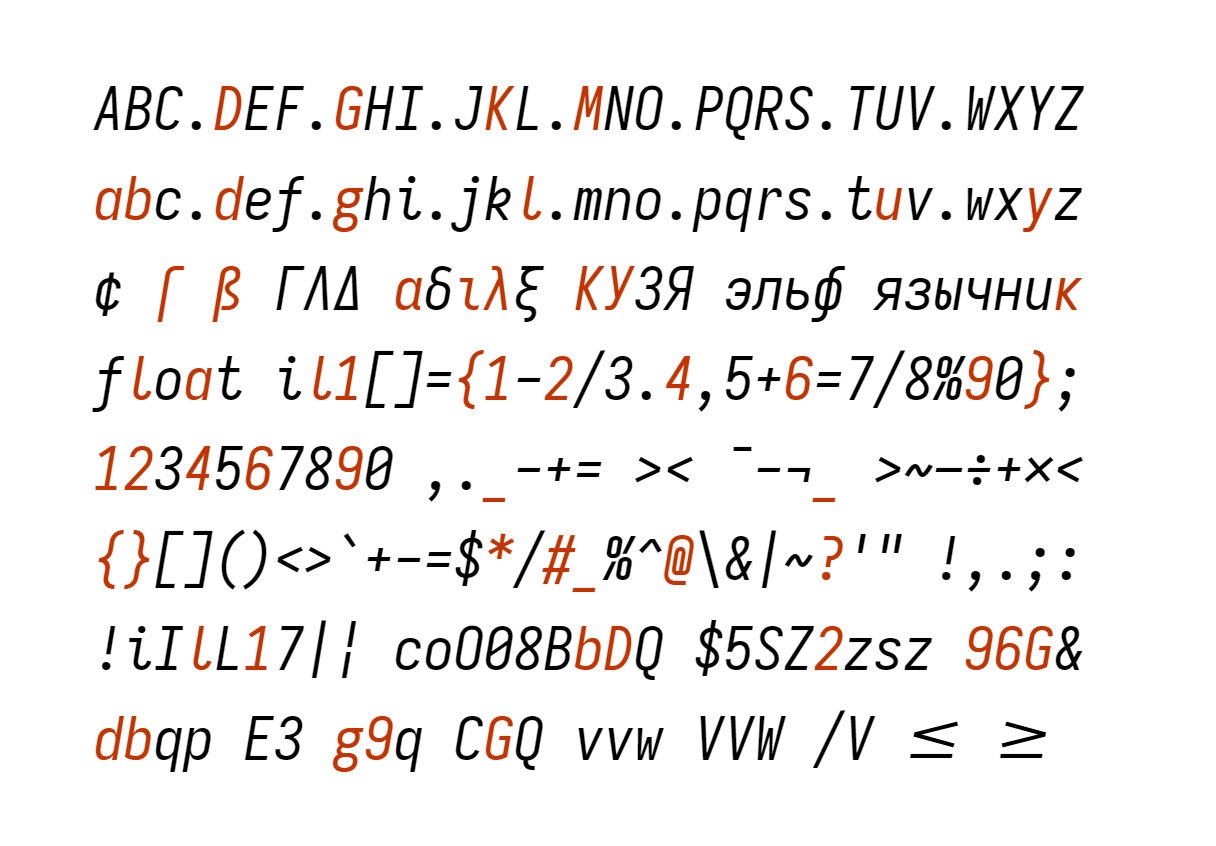 ABC.DEF.GHI.JKL.MNO.PQRS.TUV.WXYZ
abc.def.ghi.jkl.mno.pqrs.tuv.wxyz
¢ ⌠ ß ΓΛΔ αδιλξ КУЗЯ эльф язычник
float il1[]={1-2/3.4,5+6=7/8%90};
1234567890 ,._-+= >< ¯-¬_ >~–÷+×<
{}[]()<>`+-=$*/#_%^@\&|~?'" !,.;:
!iIlL17|¦ coO08BbDQ $5SZ2zsz 96G&
dbqp E3 g9q CGQ vvw VVW /V ≤ ≥